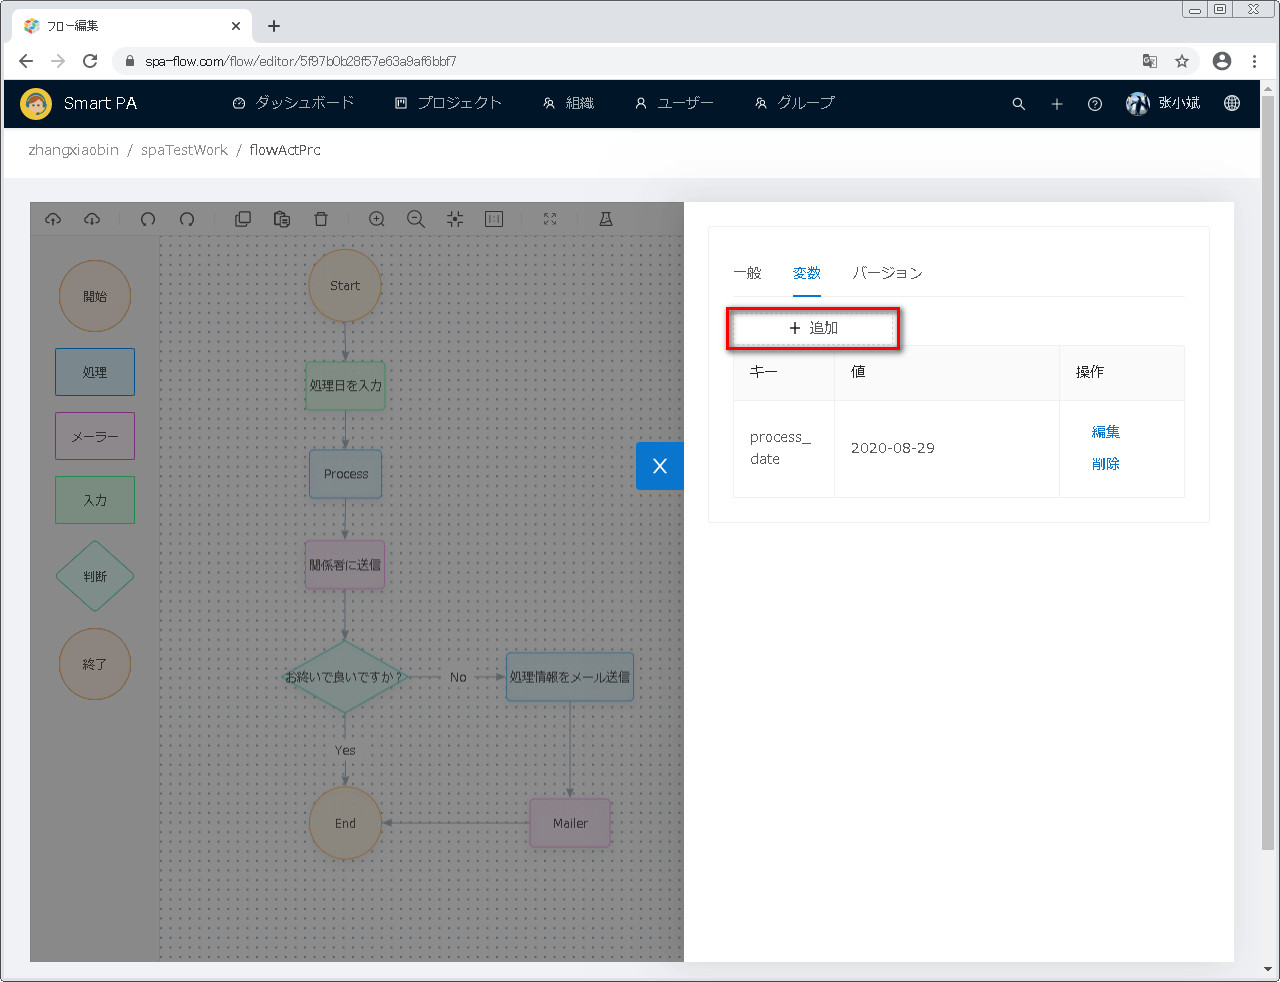 フロー編集
spa-flow.com/flow/editor/5f97b0b28f57e63a9af6bbf7
Smart PA
ダッシュボード
プロジェクト
組織
ユーザー
グループ
张小斌
zhangxiaobin / spaTestWork / flowActPrc
開始
処理
メーラー
入力
判断
終了
Start
処理日を入力
Process
関係者に送信
お終いで良いですか?
No
処理情報をメール送信
Yes
End
Mailer
一般
変数
バージョン
+ 追加
キー
値
操作
process_
date
2020-08-29
編集
削除